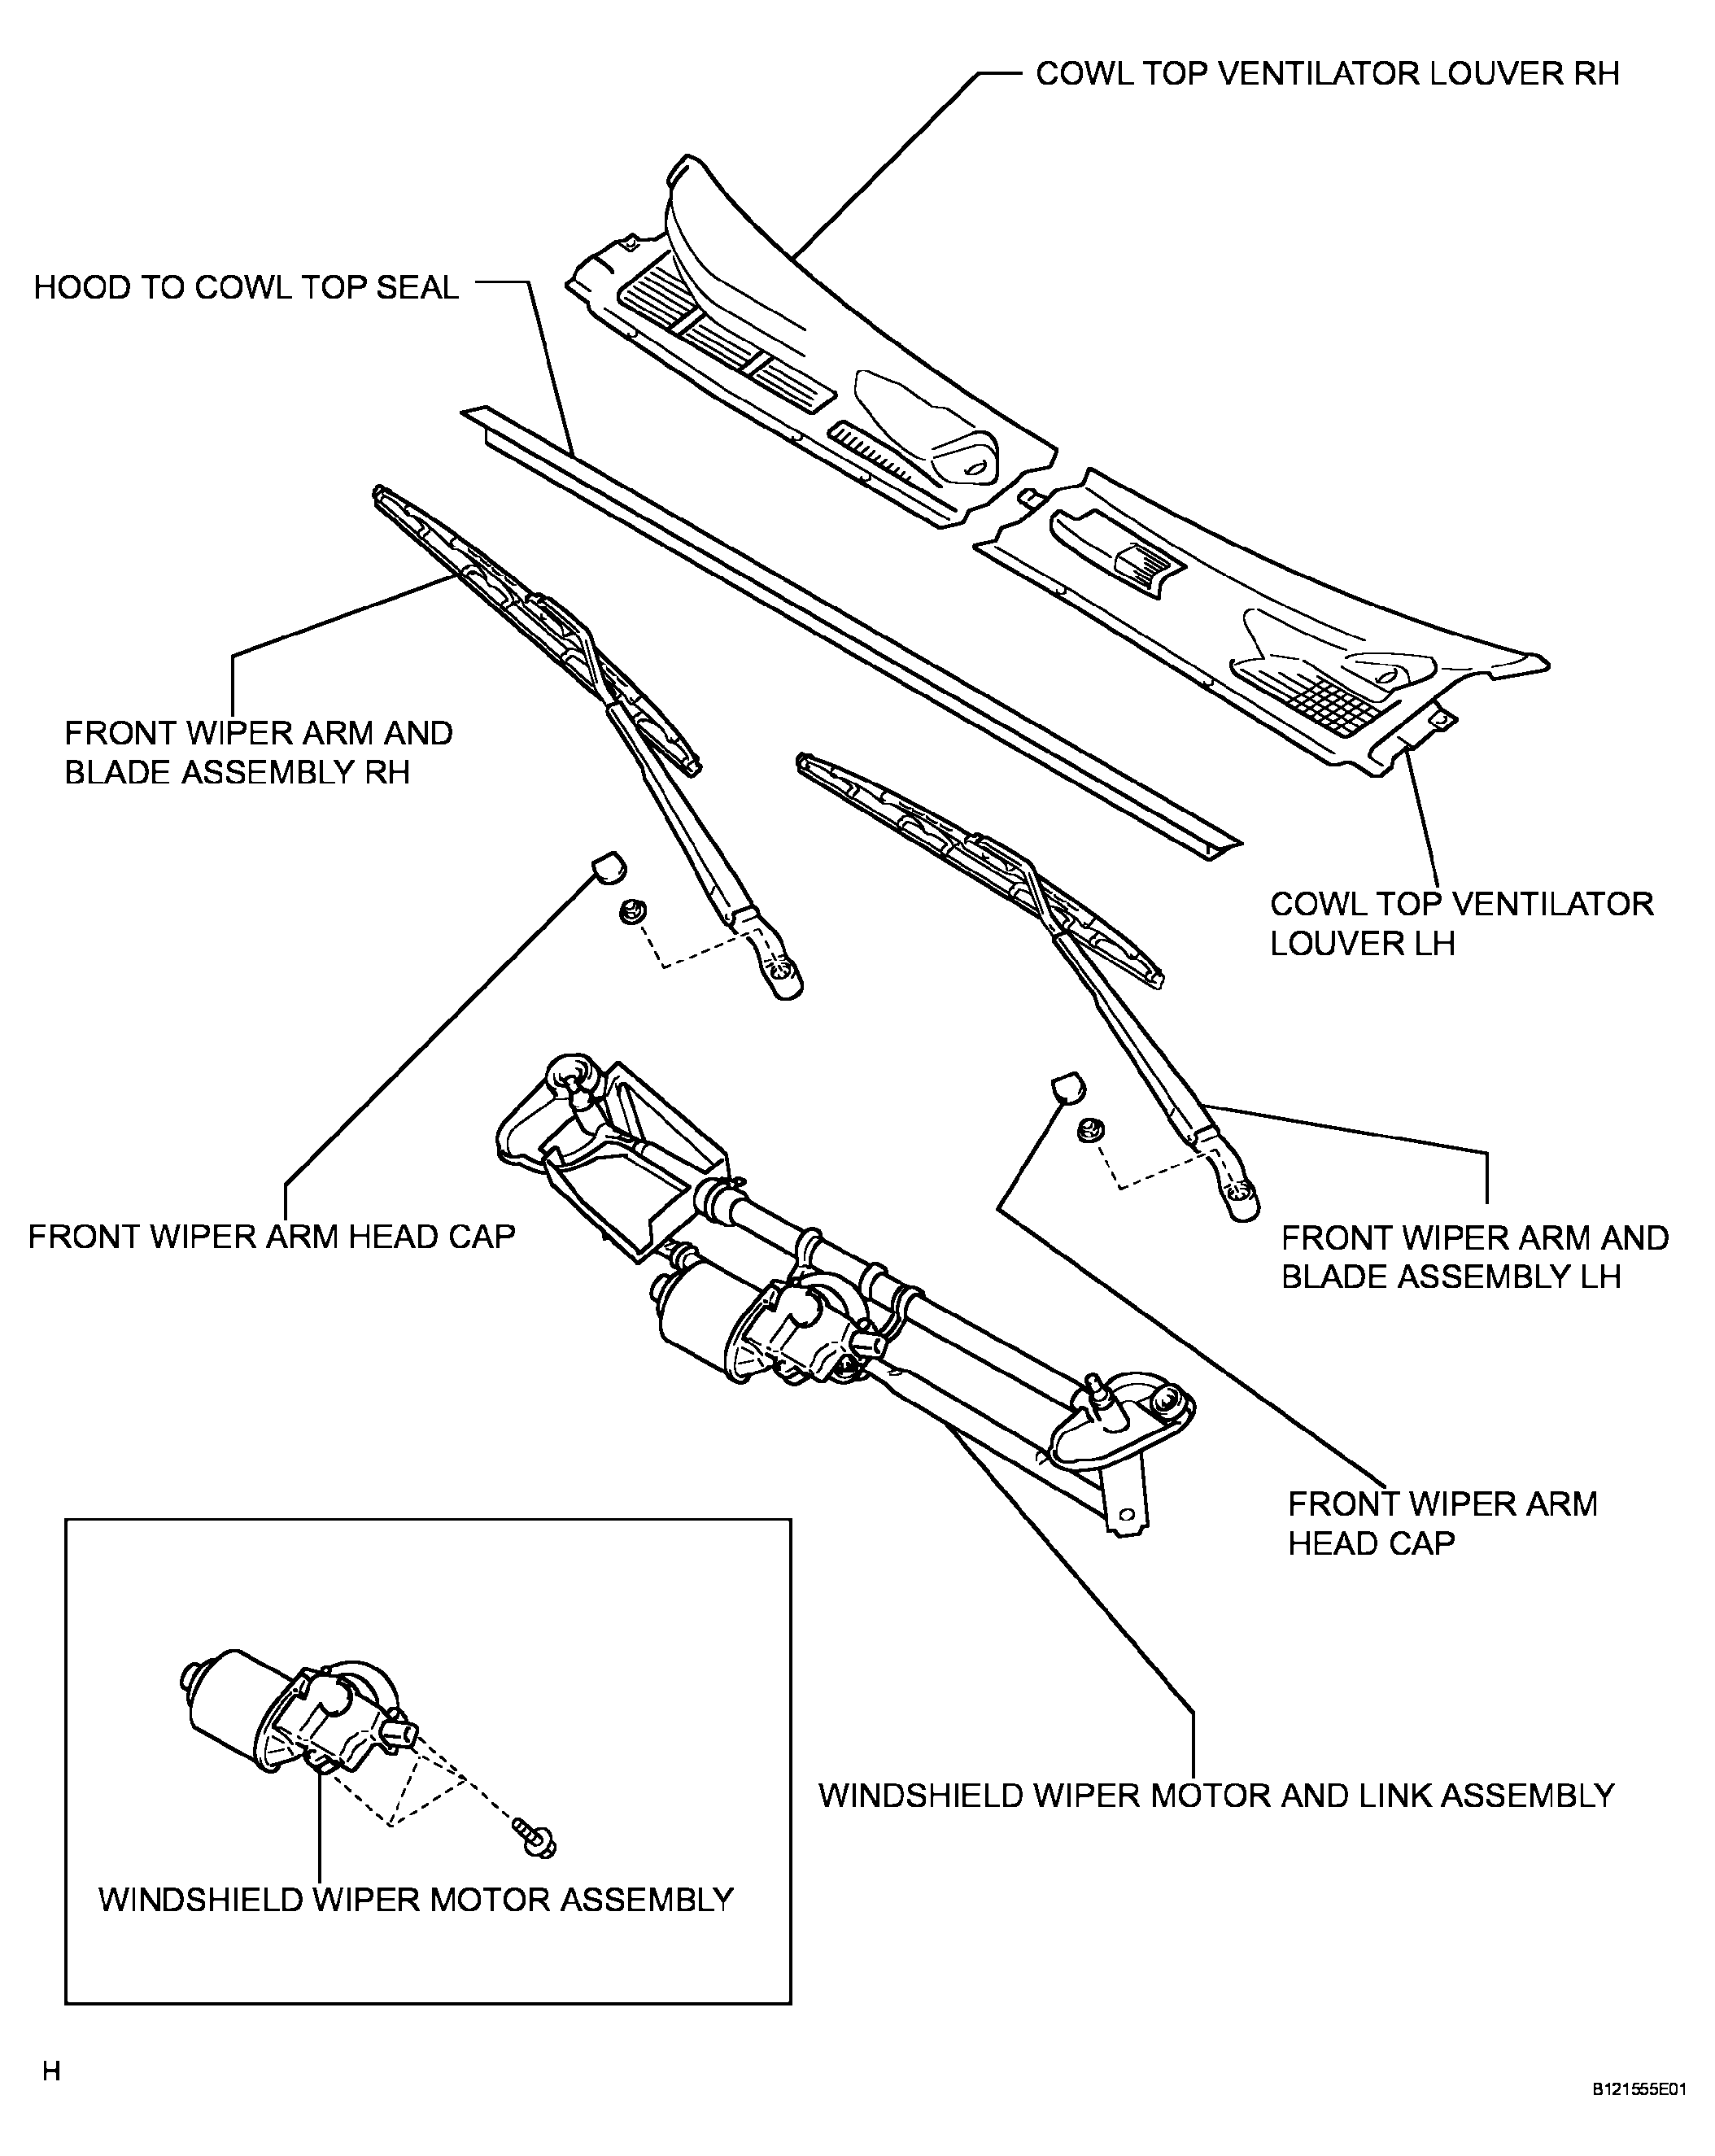 COWL TOP VENTILATOR LOUVER RH
HOOD TO COWL TOP SEAL
FRONT WIPER ARM AND
BLADE ASSEMBLY RH
COWL TOP VENTILATOR
LOUVER LH
FRONT WIPER ARM HEAD CAP
FRONT WIPER ARM AND
BLADE ASSEMBLY LH
FRONT WIPER ARM
HEAD CAP
WINDSHIELD WIPER MOTOR AND LINK ASSEMBLY
WINDSHIELD WIPER MOTOR ASSEMBLY
H
B121555E01